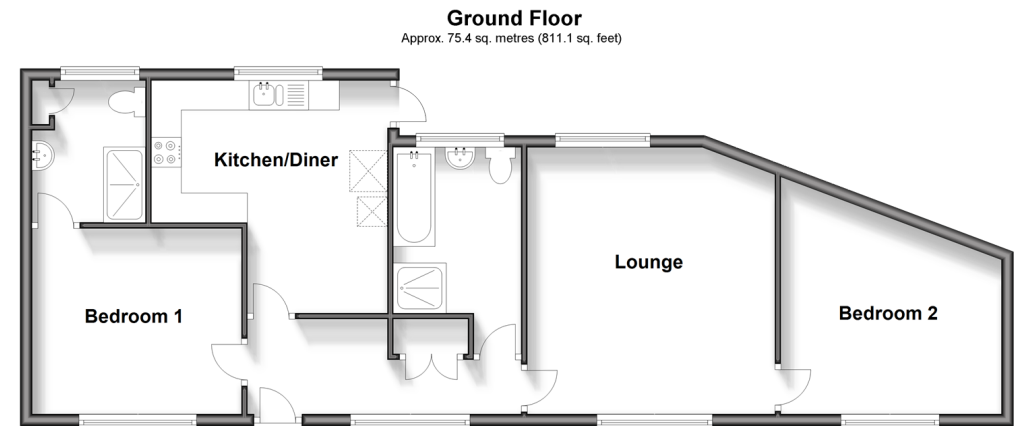 Ground Floor
Approx. 75.4 sq. metres (811.1 sq. feet)
Kitchen/Diner
Lounge
Bedroom 1
Bedroom 2